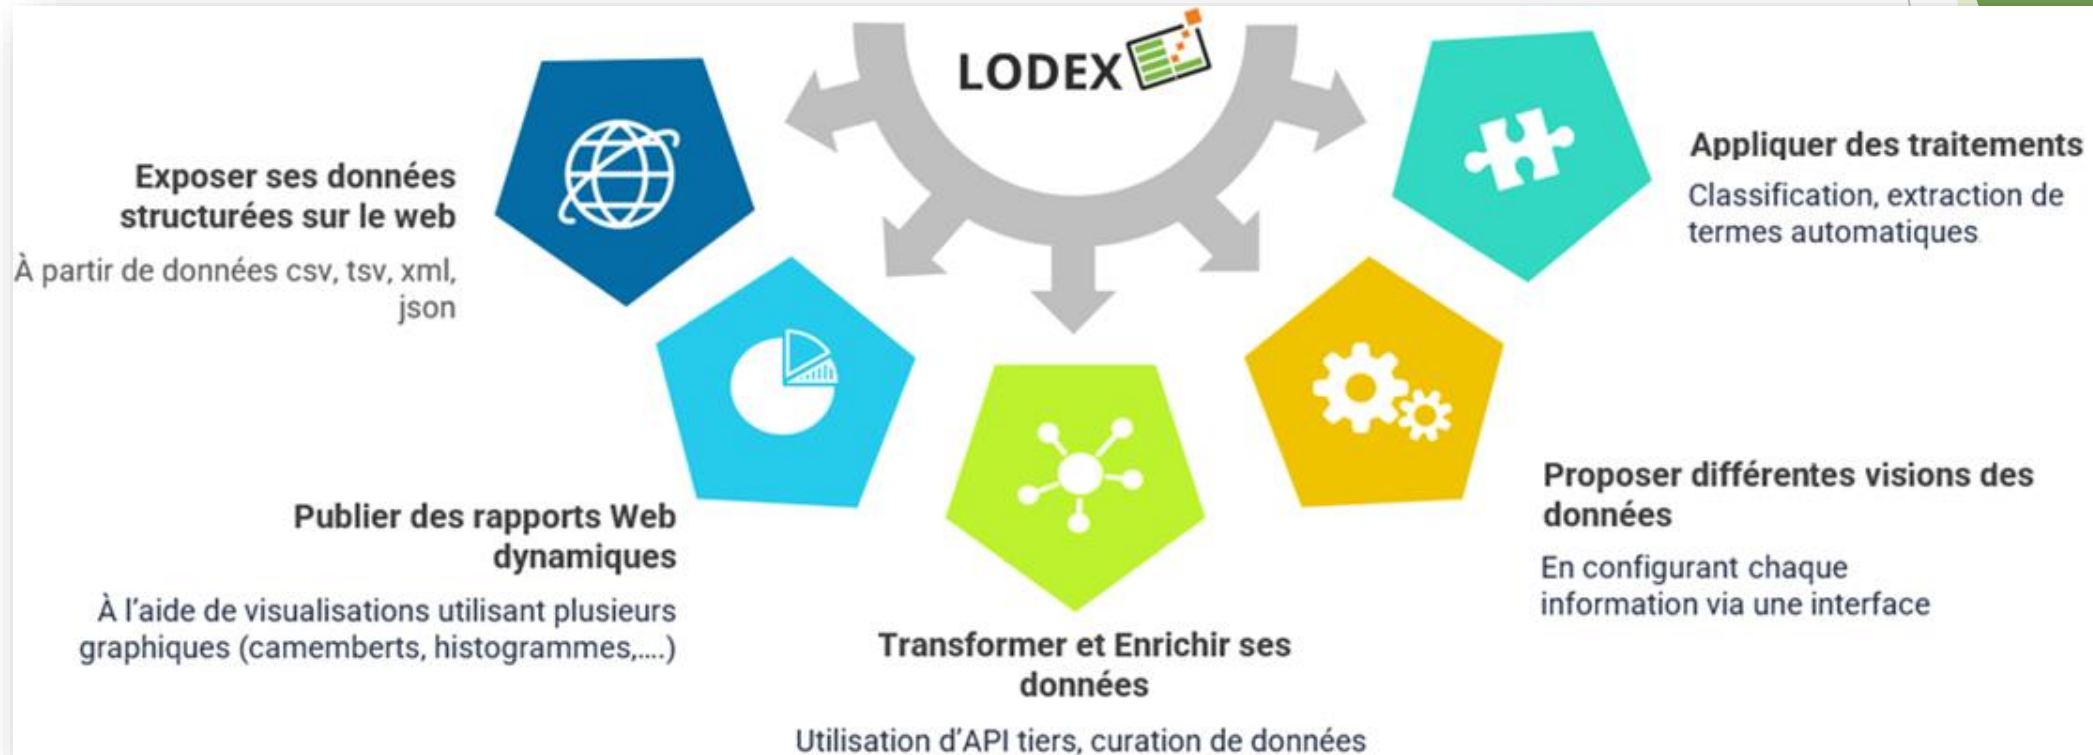 LODEX
Exposer ses données
structurées sur le web
À partir de données csv, tsv, xml,
json
Publier des rapports Web
dynamiques
À l’aide de visualisations utilisant plusieurs
graphiques (camemberts, histogrammes,....)
Transformer et Enrichir ses
données
Utilisation d’API tiers, curation de données
Proposer différentes visions des
données
En configurant chaque
information via une interface
Appliquer des traitements
Classification, extraction de
termes automatiques.